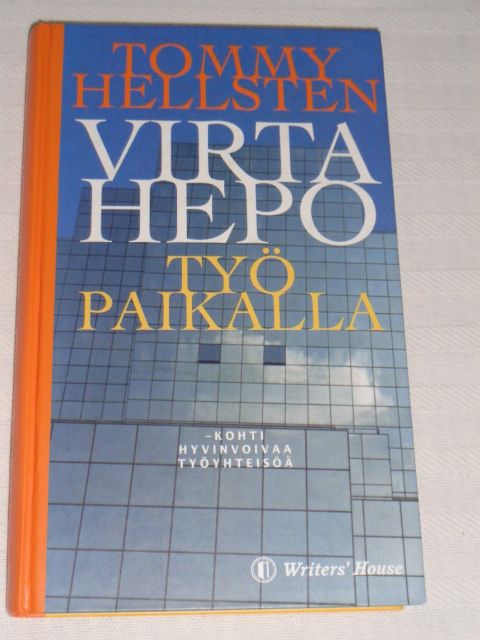 TOMMY
HELLSTEN
VIRTA
HEPO
TYÖ
PAIKALLA
–KOHTI
HYVINVOIVAA
TYÖYHTEISÖÄ
Writers' House